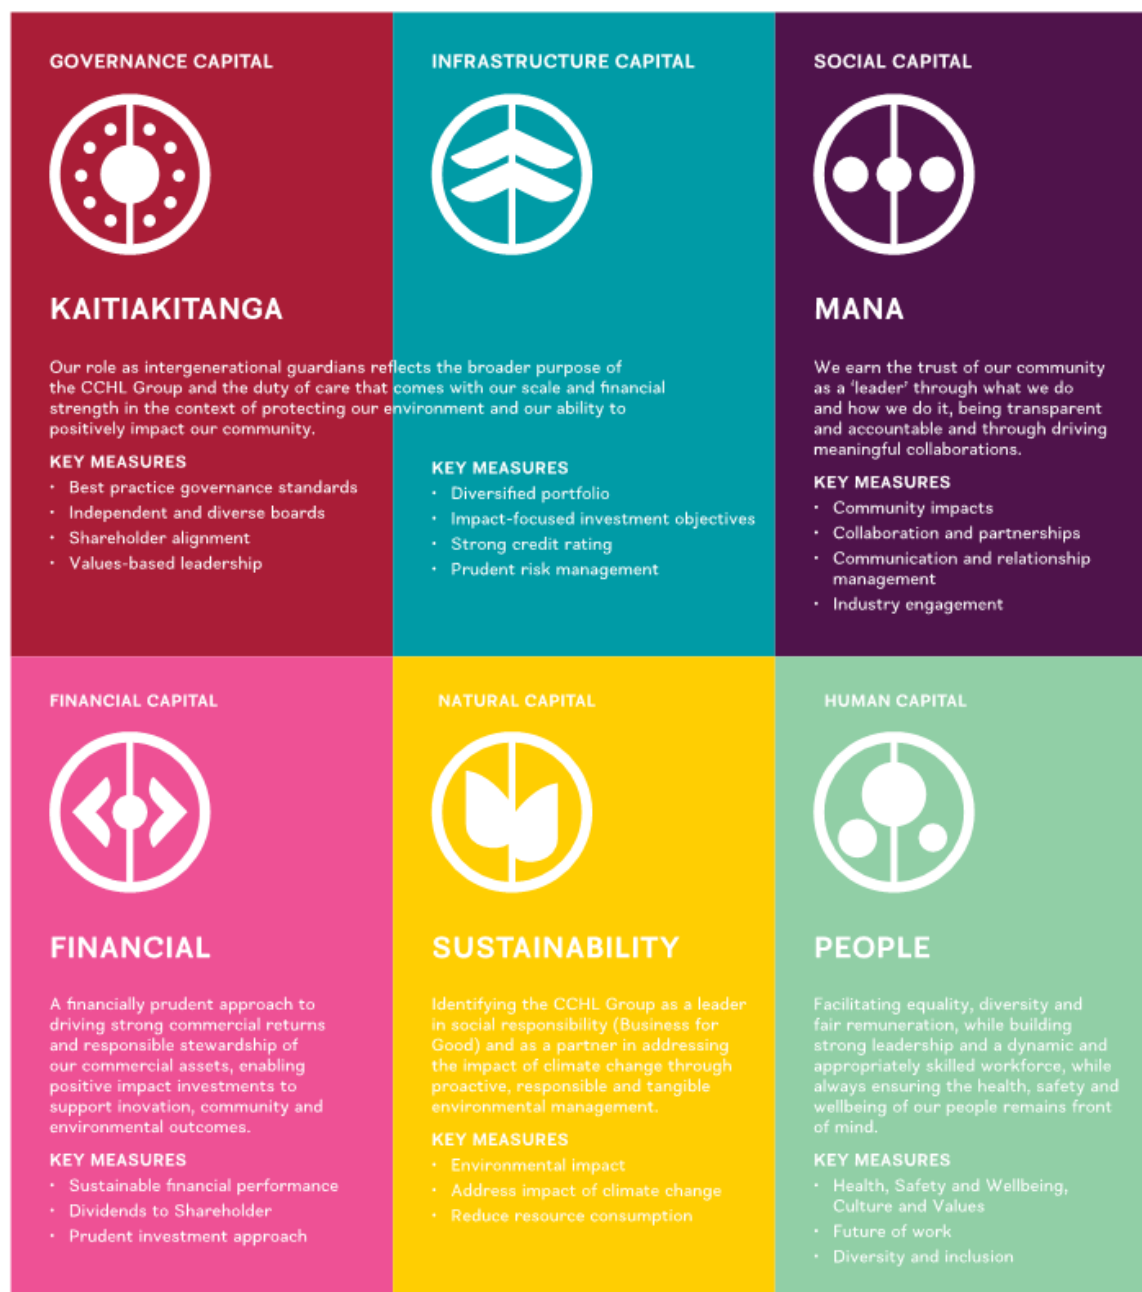 GOVERNANCE CAPITAL
KAITIAKITANGA
INFRASTRUCTURE CAPITAL
Our role as intergenerational guardians reflects the broader purpose of
the CCHL Group and the duty of care that comes with our scale and financial
strength in the context of protecting our environment and our ability to
positively impact our community.
KEY MEASURES
• Best practice governance standards
• Independent and diverse boards
• Shareholder alignment
• Values-based leadership
KEY MEASURES
• Diversified portfolio
• Impact-focused investment objectives
• Strong credit rating
• Prudent risk management
SOCIAL CAPITAL
MANA
We earn the trust of our community
as a ‘leader’ through what we do
and how we do it, being transparent
and accountable and through driving
meaningful collaborations.
KEY MEASURES
• Community impacts
• Collaboration and partnerships
• Communication and relationship
management
• Industry engagement
FINANCIAL CAPITAL
FINANCIAL
A financially prudent approach to
driving strong commercial returns
and responsible stewardship of
our commercial assets, enabling
positive impact investments to
support inovation, community and
environmental outcomes.
KEY MEASURES
• Sustainable financial performance
• Dividends to Shareholder
• Prudent investment approach
NATURAL CAPITAL
SUSTAINABILITY
Identifying the CCHL Group as a leader
in social responsibility (Business for
Good) and as a partner in addressing
the impact of climate change through
proactive, responsible and tangible
environmental management.
KEY MEASURES
• Environmental impact
• Address impact of climate change
• Reduce resource consumption
HUMAN CAPITAL
PEOPLE
Facilitating equality, diversity and
fair remuneration, while building
strong leadership and a dynamic and
appropriately skilled workforce, while
always ensuring the health, safety and
wellbeing of our people remains front
of mind.
KEY MEASURES
• Health, Safety and Wellbeing,
Culture and Values
• Future of work
• Diversity and inclusion